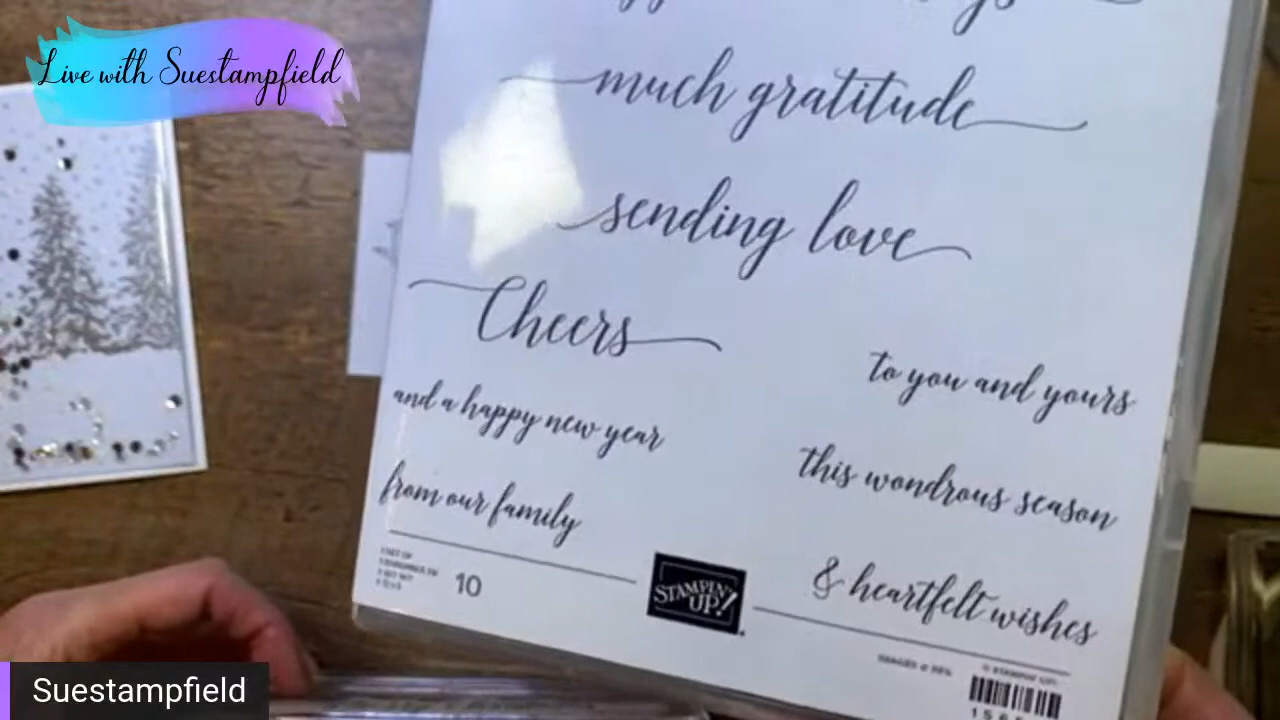 Live with Suestampfield
much gratitude
sending love
Cheers
to you and yours
and a happy new year
this wondrous season
from our family
& heartfelt wishes
10
STAMPIN' UP!
Suestampfield